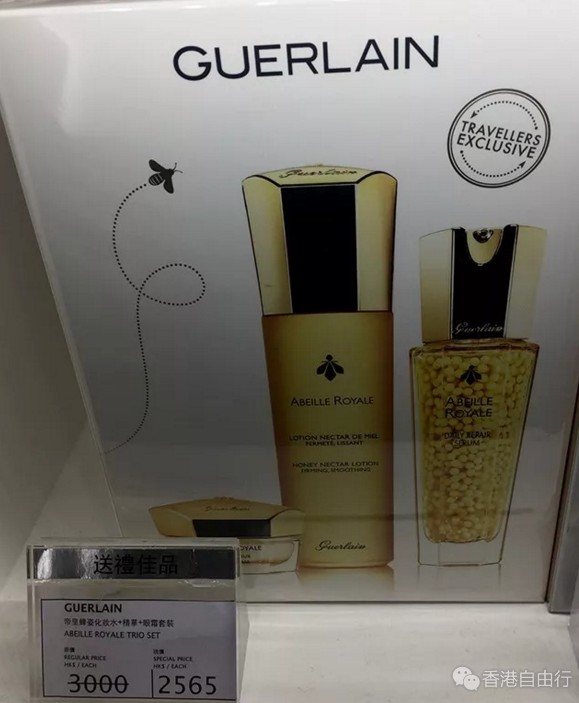 GUERLAIN
TRAVELLERS
EXCLUSIVE
Guerlain
Guerlain
ABEILLE ROYALE
LOTION NECTAR DE MIEL
FERMETÉ, LISSANT
HONEY NECTAR LOTION
FIRMING, SMOOTHING
Guerlain
ABEILLE
ROYALE
DAILY REPAIR
SERUM
ROYALE
送禮佳品
GUERLAIN
帝皇蜂姿化妝水+精華+眼霜套裝
ABEILLE ROYALE TRIO SET
原價
REGULAR PRICE
HK$ / EACH
3000
現價
SPECIAL PRICE
HK$ / EACH
2565
香港自由行